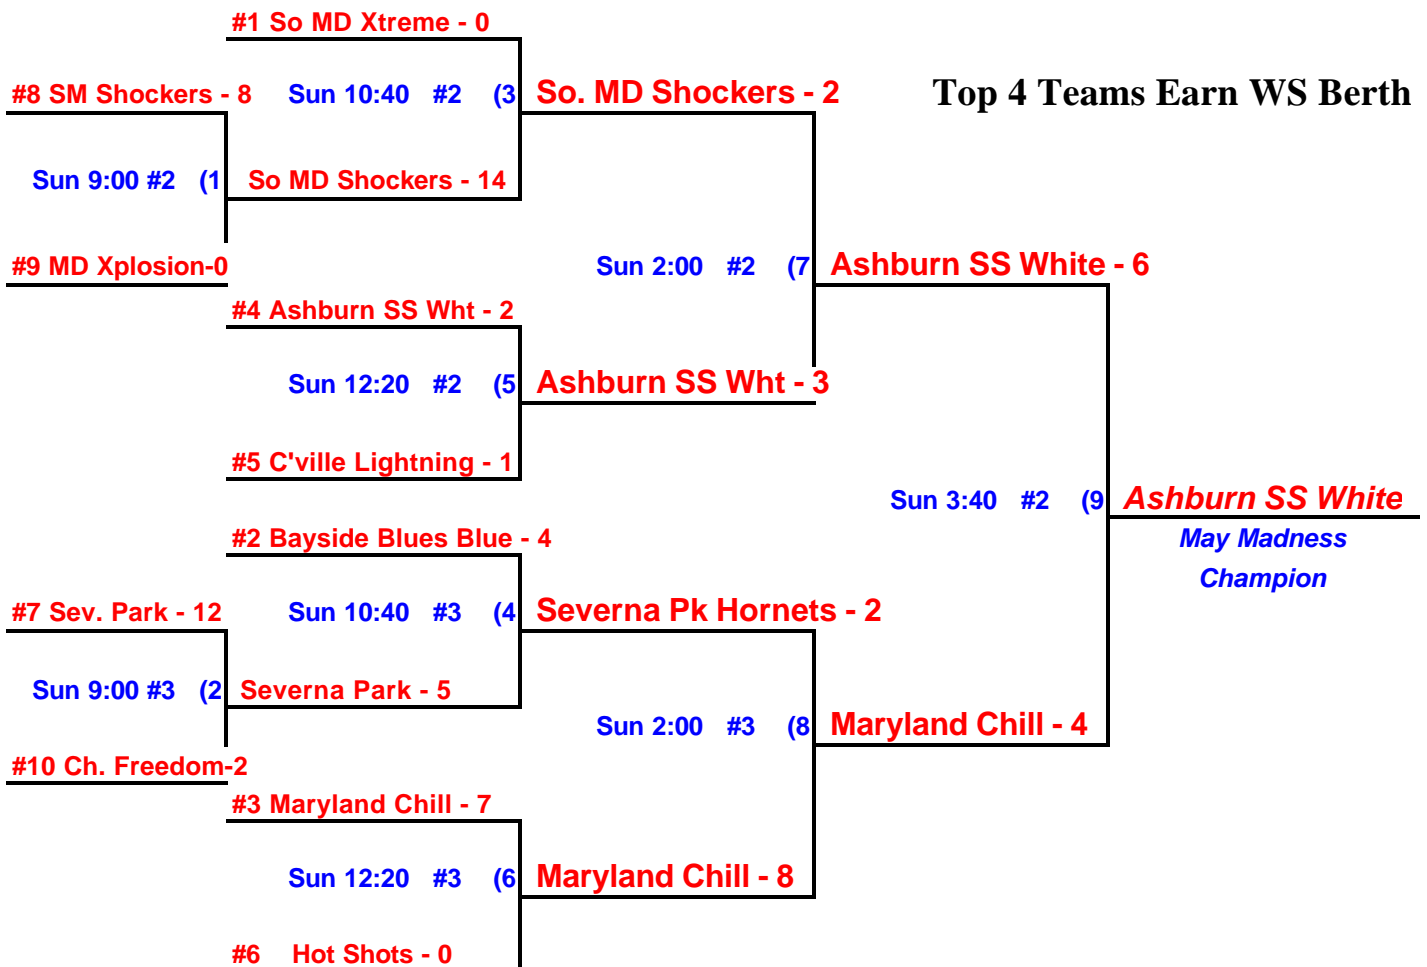 #1 So MD Xtreme - 0
#8 SM Shockers - 8 Sun 10:40 #2 (3 So. MD Shockers - 2 Top 4 Teams Earn WS Berth
Sun 9:00 #2 (1 So MD Shockers - 14
#9 MD Xplosion-0 Sun 2:00 #2 (7 Ashburn SS White - 6
#4 Ashburn SS Wht - 2
Sun 12:20 #2 (5 Ashburn SS Wht - 3
#5 C'ville Lightning - 1
Sun 3:40 #2 (9 Ashburn SS White
#2 Bayside Blues Blue - 4 May Madness
Champion
#7 Sev. Park - 12 Sun 10:40 #3 (4 Severna Pk Hornets - 2
Sun 9:00 #3 (2 Severna Park - 5
Sun 2:00 #3 (8 Maryland Chill - 4
#10 Ch. Freedom-2
#3 Maryland Chill - 7
Sun 12:20 #3 (6 Maryland Chill - 8
#6 Hot Shots - 0